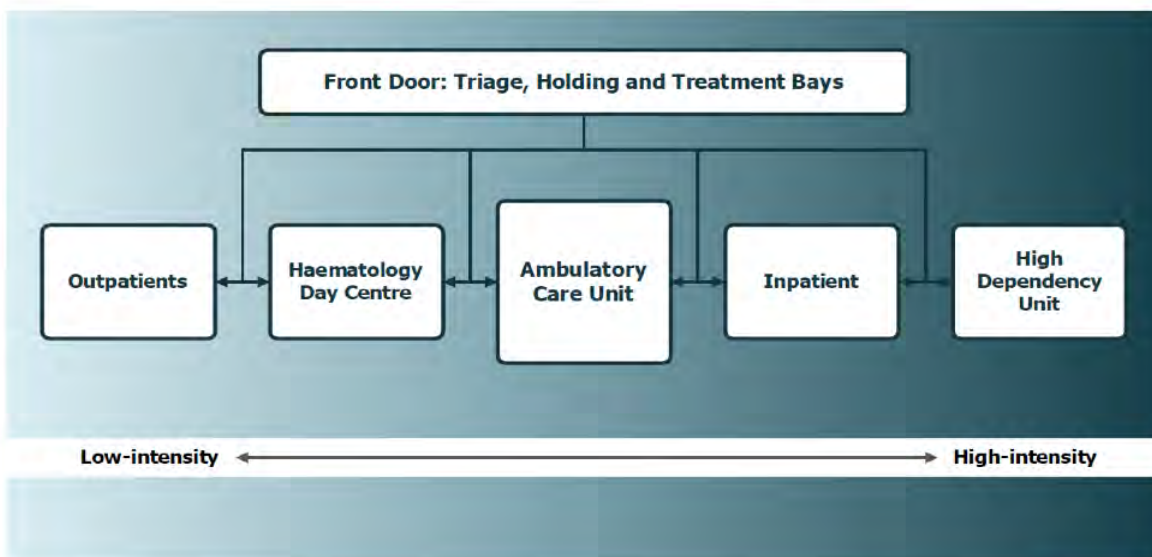 Front Door: Triage, Holding and Treatment Bays
Outpatients
Haematology
Day Centre
Ambulatory
Care Unit
Inpatient
High
Dependency
Unit
Low-intensity
High-intensity